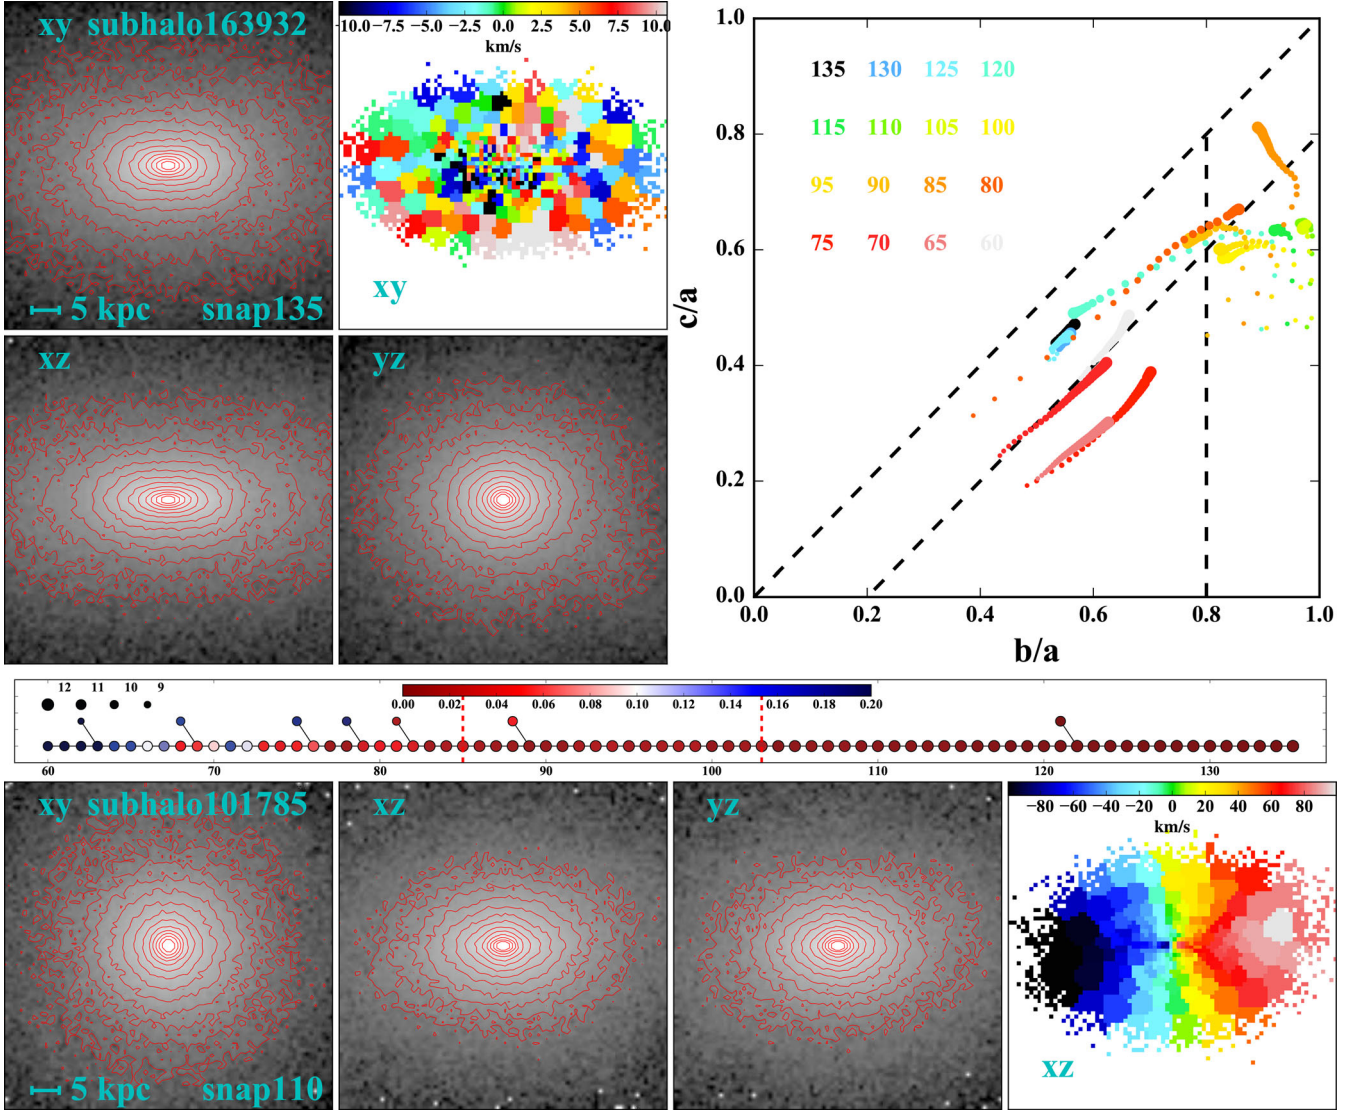 xy subhalo163932
5 kpc snap135
-10.0 -7.5 -5.0 -2.5 0.0 2.5 5.0 7.5 10.0
km/s
xy
xz
yz
1.0
0.8
0.6
0.4
0.2
0.0
c/a
135 130 125 120
115 110 105 100
95 90 85 80
75 70 65 60
0.0 0.2 0.4 0.6 0.8 1.0
b/a
12 11 10 9
0.00 0.02 0.04 0.06 0.08 0.10 0.12 0.14 0.16 0.18 0.20
60 70 80 90 100 110 120 130
xy subhalo101785
5 kpc snap110
xz
yz
−80 −60 −40 −20 0 20 40 60 80
km/s
xz